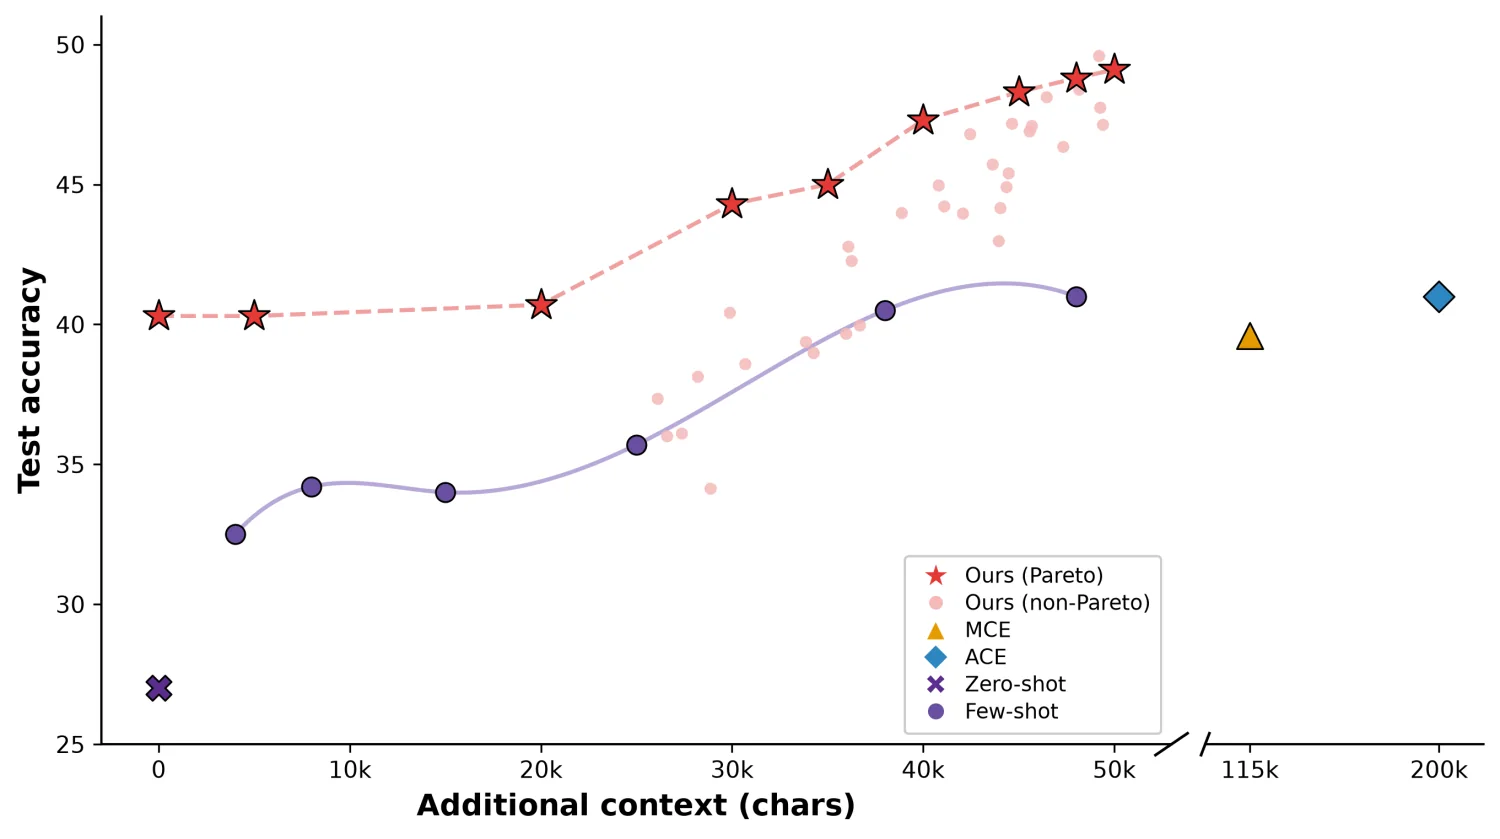 50
45
40
35
30
25
Test accuracy
Ours (Pareto)
Ours (non-Pareto)
MCE
ACE
Zero-shot
Few-shot
0 10k 20k 30k 40k 50k 115k 200k
Additional context (chars)